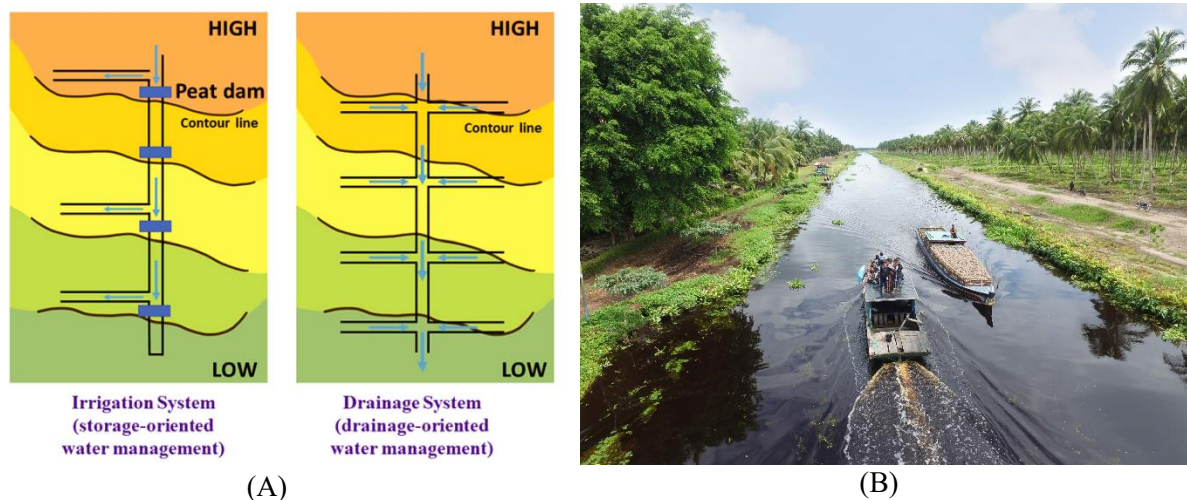 HIGH
Peat dam
Contour line
LOW
Irrigation System
(storage-oriented
water management)
HIGH
Contour line
LOW
Drainage System
(drainage-oriented
water management)
(A)
(B)